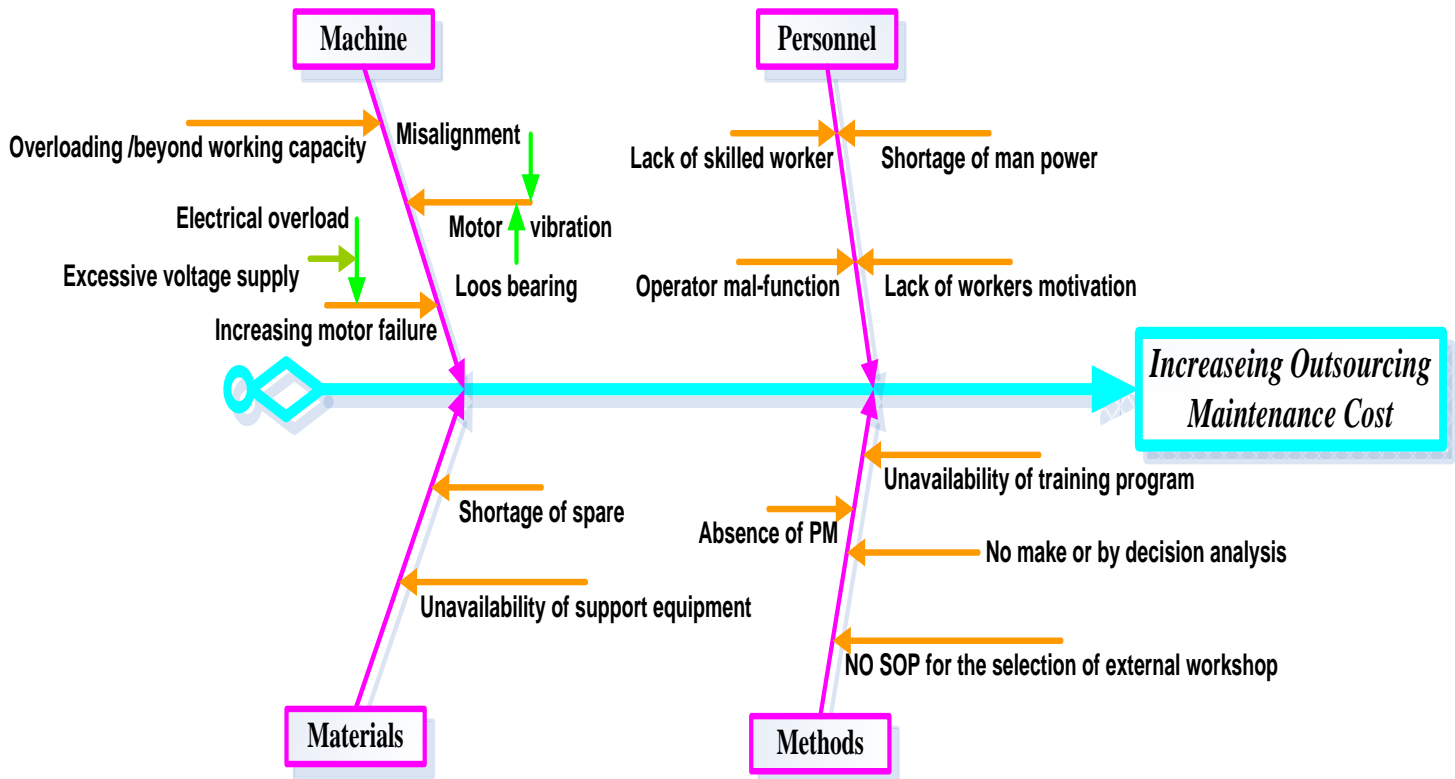 Machine
Personnel
Overloading /beyond working capacity
Misalignment
Motor vibration
Loos bearing
Electrical overload
Excessive voltage supply
Increasing motor failure
Lack of skilled worker
Shortage of man power
Operator mal-function
Lack of workers motivation
Increaseing Outsourcing
Maintenance Cost
Shortage of spare
Unavailability of support equipment
Unavailability of training program
Absence of PM
No make or by decision analysis
NO SOP for the selection of external workshop
Materials
Methods